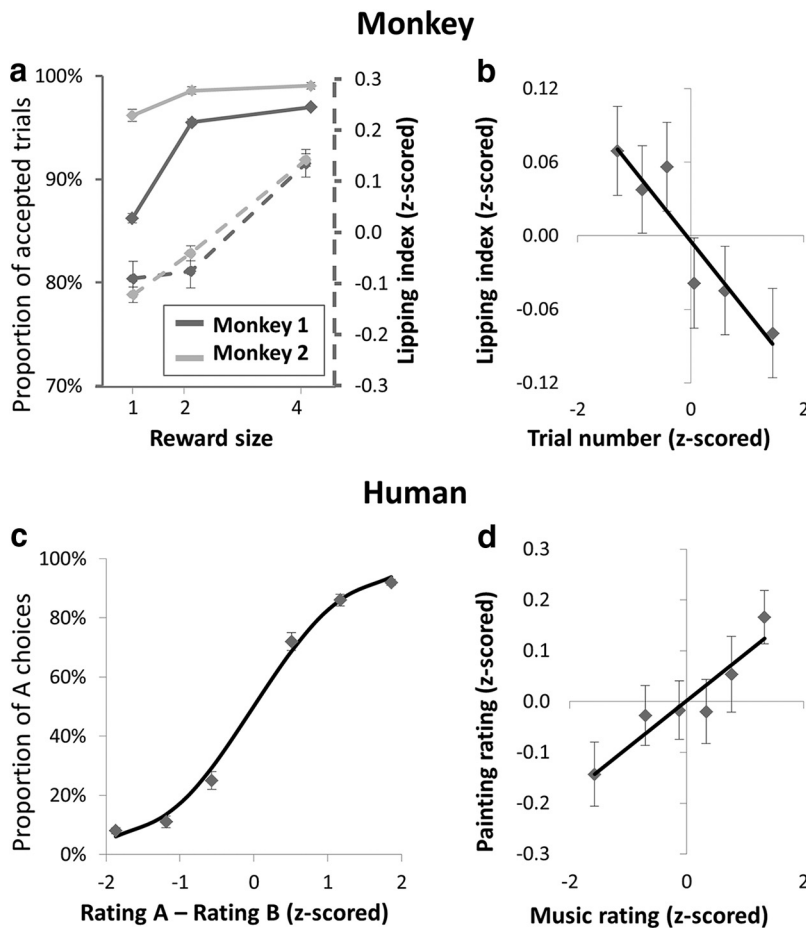 Monkey
a
100%
90%
80%
70%
Proportion of accepted trials
0.3
0.2
0.1
0.0
-0.1
-0.2
-0.3
Lipping index (z-scored)
Monkey 1
Monkey 2
1
2
4
Reward size
b
0.12
0.06
0.00
-0.06
-0.12
Lipping index (z-scored)
-2
0
2
Trial number (z-scored)
Human
c
100%
80%
60%
40%
20%
0%
Proportion of A choices
-2
-1
0
1
2
Rating A – Rating B (z-scored)
d
0.3
0.2
0.1
0.0
-0.1
-0.2
-0.3
Painting rating (z-scored)
-2
0
2
Music rating (z-scored)